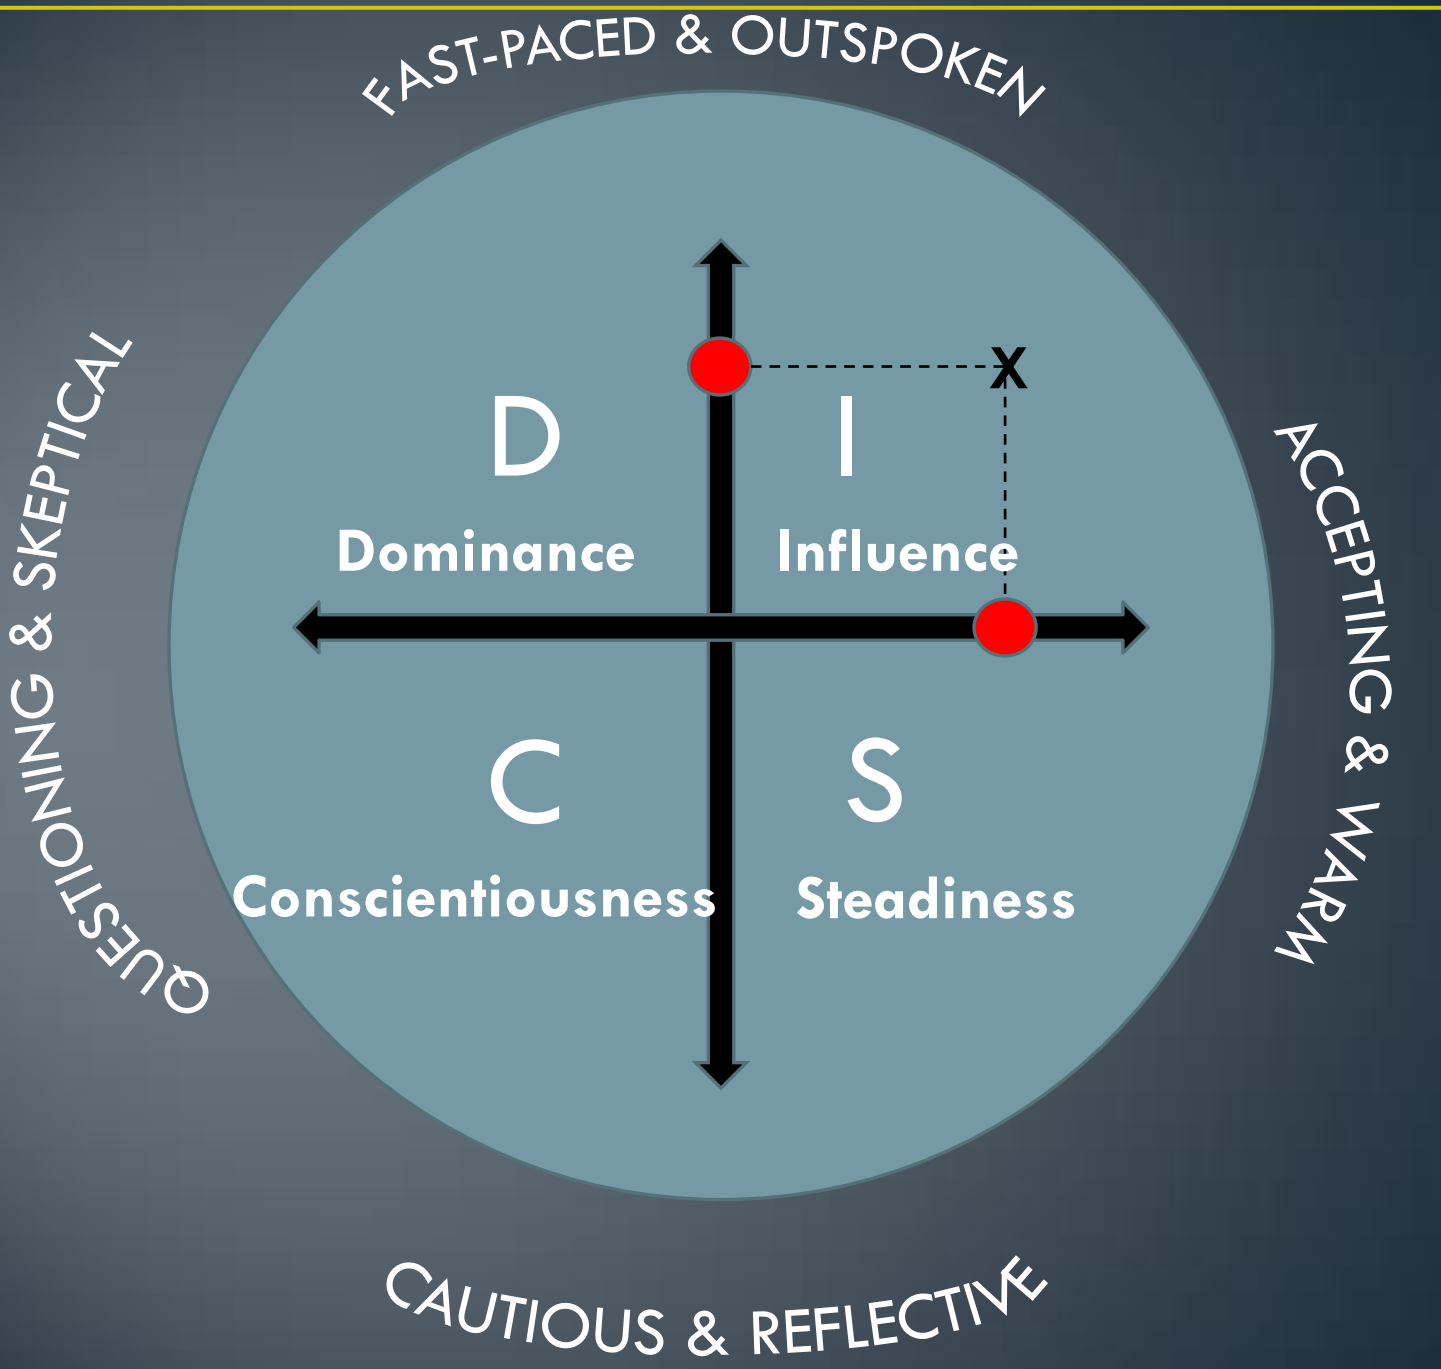 FAST-PACED & OUTSPOKEN
QUESTIONING & SKEPTICAL
ACCEPTING & WARM
X
D
I
Dominance
Influence
C
S
Conscientiousness
Steadiness
CAUTIOUS & REFLECTIVE